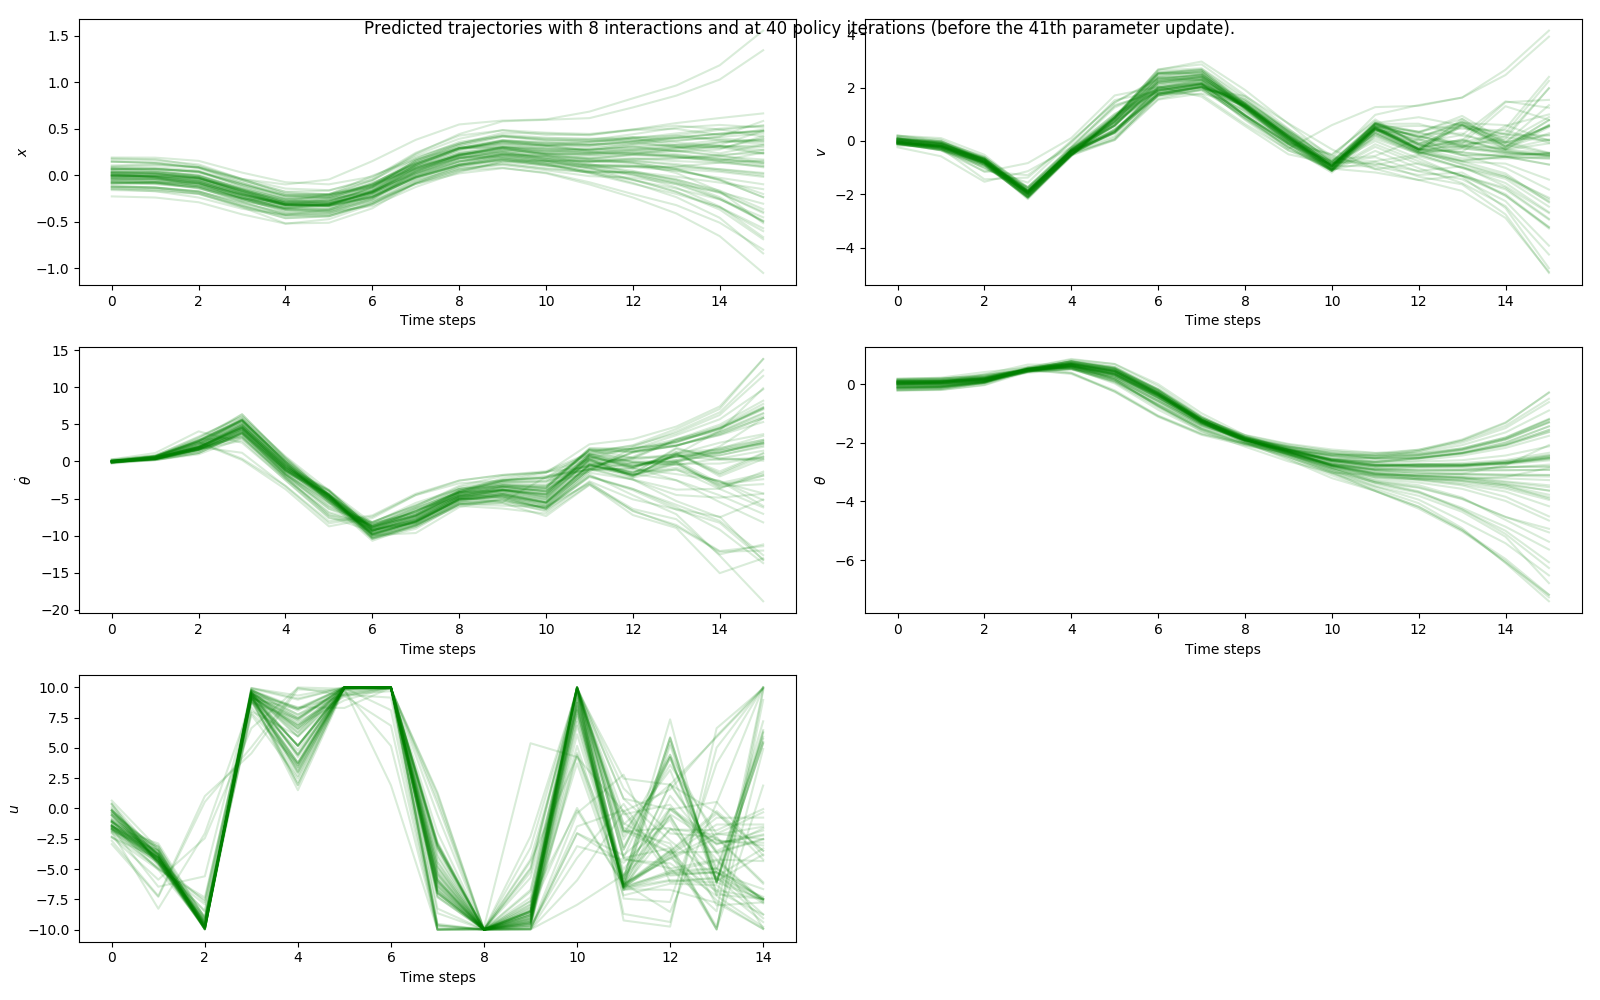 Predicted trajectories with 8 interactions and at 40 policy iterations (before the 41th parameter update).
1.5
1.0
0.5
0.0
−0.5
−1.0
x
0 2 4 6 8 10 12 14
Time steps
4
2
0
−2
−4
v
0 2 4 6 8 10 12 14
Time steps
15
10
5
0
−5
−10
−15
−20
θ̇
0 2 4 6 8 10 12 14
Time steps
0
−2
−4
−6
θ
0 2 4 6 8 10 12 14
Time steps
10.0
7.5
5.0
2.5
0.0
−2.5
−5.0
−7.5
−10.0
u
0 2 4 6 8 10 12 14
Time steps